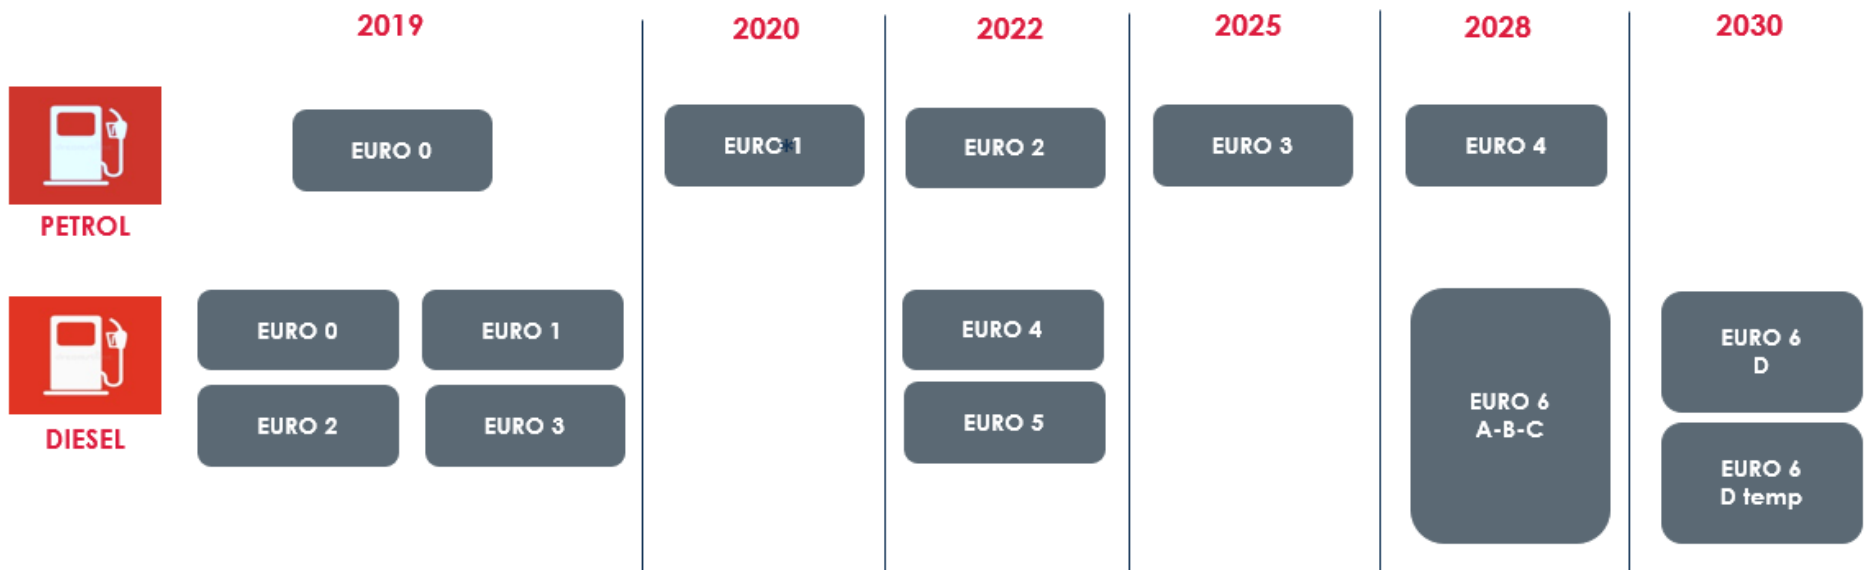 2019
2020
2022
2025
2028
2030
EURO 0
EURO*1
EURO 2
EURO 3
EURO 4
PETROL
EURO 0
EURO 1
EURO 4
EURO 6
D
EURO 2
EURO 3
EURO 5
EURO 6
A-B-C
DIESEL
EURO 6
D temp